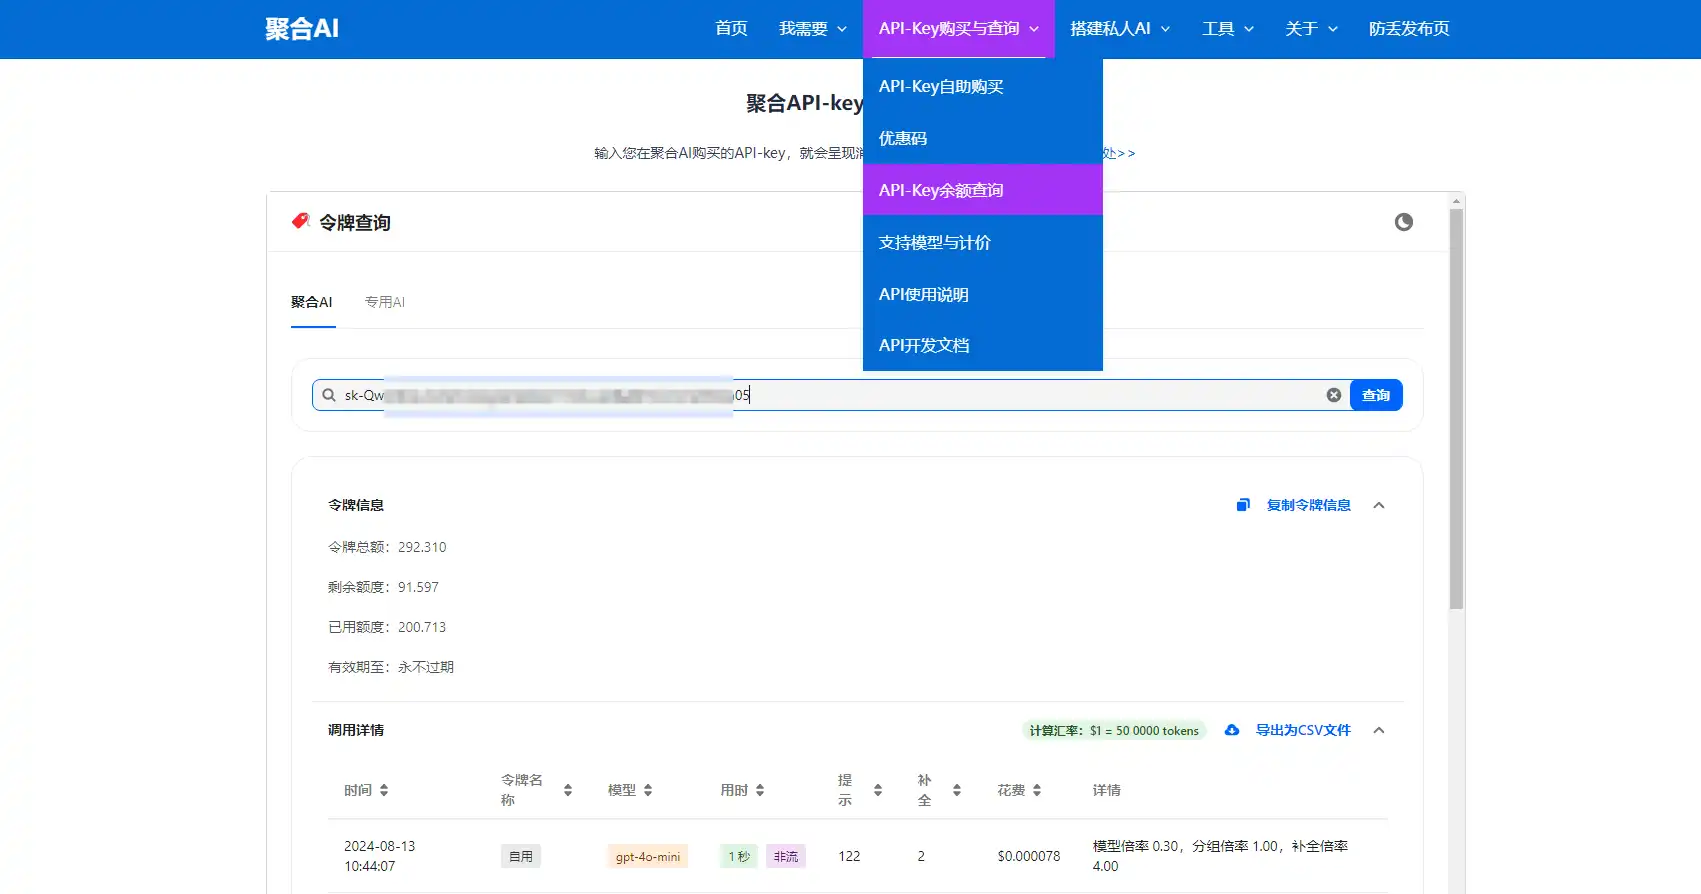 聚合AI
首页
我需要
API-Key购买与查询
搭建私人AI
工具
关于
防丢发布页
API-Key自助购买
优惠码
API-Key余额查询
支持模型与计价
API使用说明
API开发文档
聚合API-key
输入您在聚合AI购买的API-key，就会呈现消
处>>
令牌查询
聚合AI
专用AI
sk-Qw
05
查询
令牌信息
复制令牌信息
令牌总额：292.310
剩余额度：91.597
已用额度：200.713
有效期至：永不过期
调用详情
计算汇率：$1 = 50 0000 tokens
导出为CSV文件
时间
令牌名
称
模型
用时
提
示
补
全
花费
详情
2024-08-13
10:44:07
自用
gpt-4o-mini
1 秒
非流
122
2
$0.000078
模型倍率 0.30，分组倍率 1.00，补全倍率
4.00